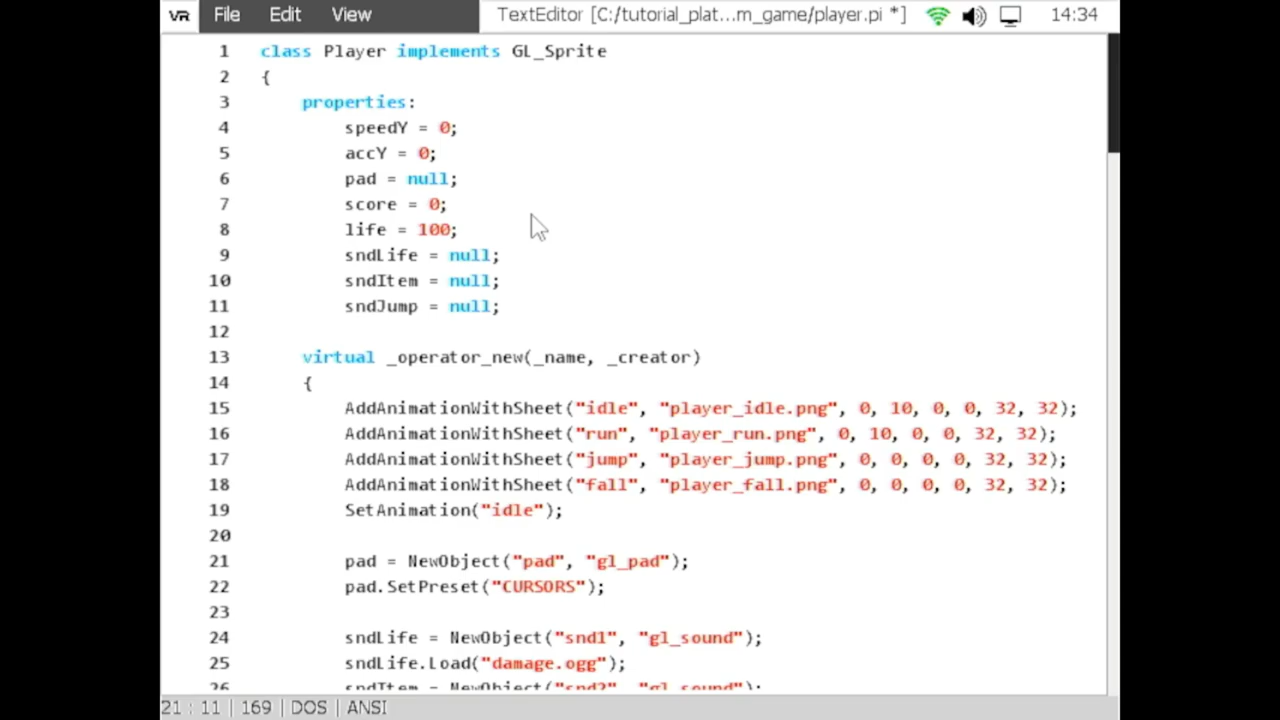 VR File Edit View TextEditor [C:/tutorial_plat...m_game/player.pi *] 14:34
1 class Player implements GL_Sprite
2 {
3 properties:
4 speedY = 0;
5 accY = 0;
6 pad = null;
7 score = 0;
8 life = 100;
9 sndLife = null;
10 sndItem = null;
11 sndJump = null;
12
13 virtual _operator_new(_name, _creator)
14 {
15 AddAnimationWithSheet("idle", "player_idle.png", 0, 10, 0, 0, 32, 32);
16 AddAnimationWithSheet("run", "player_run.png", 0, 10, 0, 0, 32, 32);
17 AddAnimationWithSheet("jump", "player_jump.png", 0, 0, 0, 0, 32, 32);
18 AddAnimationWithSheet("fall", "player_fall.png", 0, 0, 0, 0, 32, 32);
19 SetAnimation("idle");
20
21 pad = NewObject("pad", "gl_pad");
22 pad.SetPreset("CURSORS");
23
24 sndLife = NewObject("snd1", "gl_sound");
25 sndLife.Load("damage.ogg");
26 sndItem = NewObject("snd2", "gl_sound");
21 : 11 | 169 | DOS | ANSI